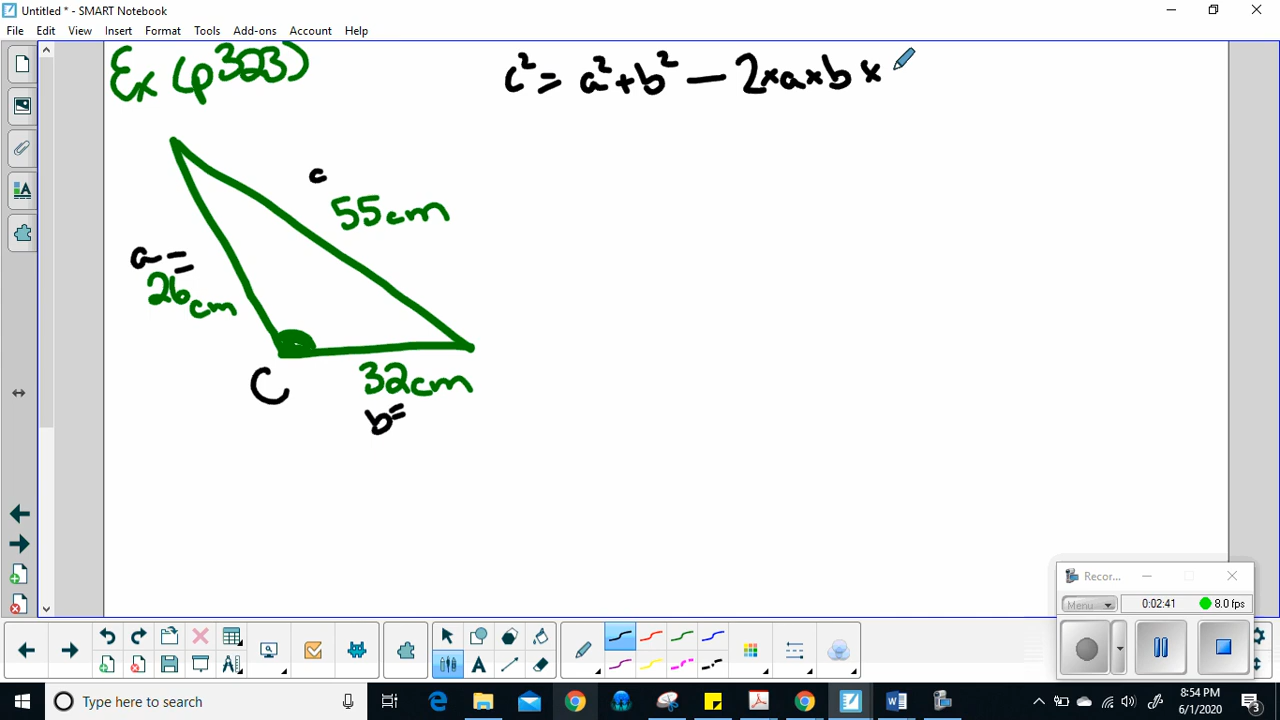 Untitled * - SMART Notebook
File Edit View Insert Format Tools Add-ons Account Help
Ex (p323)
c² = a² + b² — 2×a×b×
c
55cm
a =
26cm
C
32cm
b=
Recor...
Menu
0:02:41
8.0 fps
Type here to search
8:54 PM
6/1/2020
3